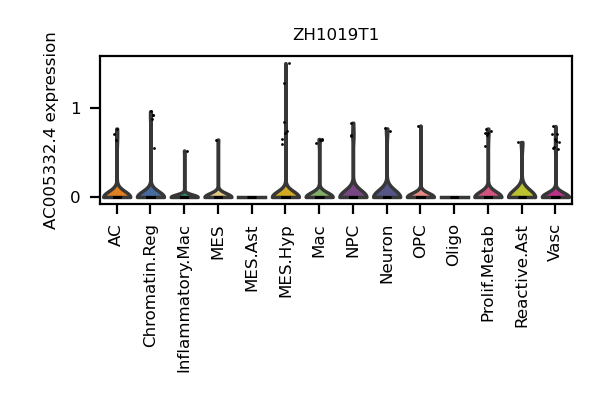 ZH1019T1
AC005332.4 expression
1
0
AC
Chromatin.Reg
Inflammatory.Mac
MES
MES.Ast
MES.Hyp
Mac
NPC
Neuron
OPC
Oligo
Prolif.Metab
Reactive.Ast
Vasc